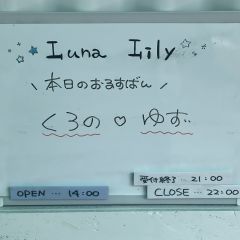 Luna Lily
\ 本日のおるすばん /
くろの ♡ ゆず
受付終了 … 21:00
OPEN … 14:00
CLOSE … 22:00